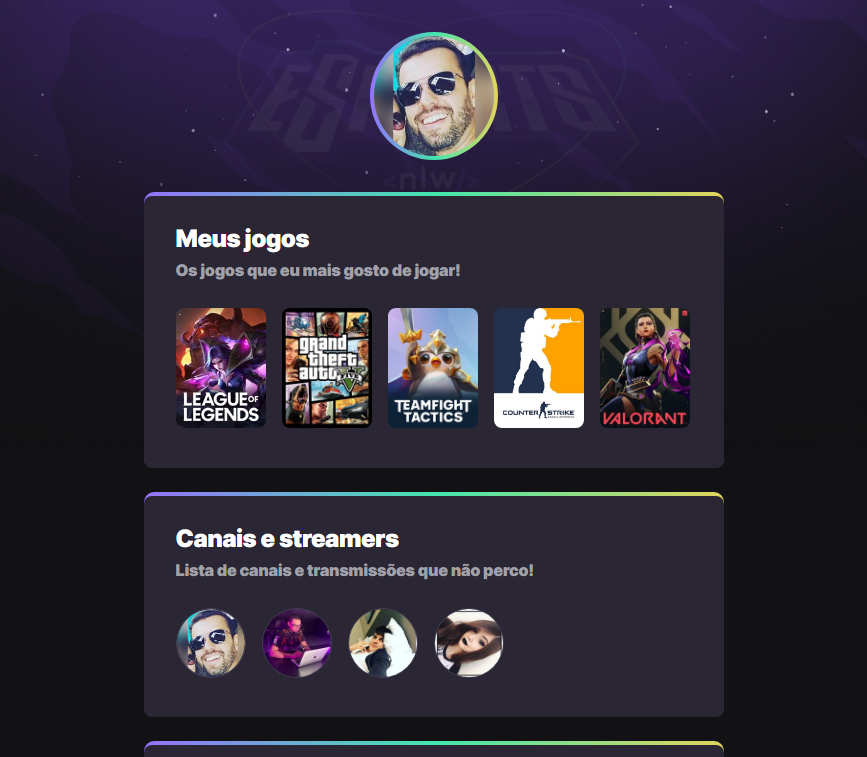 ESPORTS
<nlw/>
Meus jogos
Os jogos que eu mais gosto de jogar!
LEAGUE OF
LEGENDS
grand
theft
auto V
TEAMFIGHT
TACTICS
COUNTER STRIKE
VALORANT
Canais e streamers
Lista de canais e transmissões que não perco!